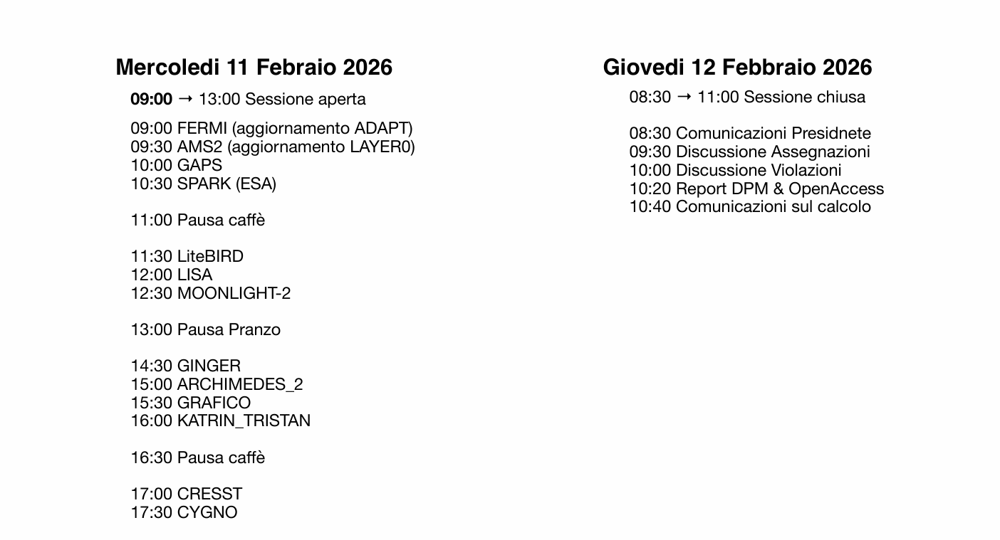 Mercoledi 11 Febraio 2026
09:00 → 13:00 Sessione aperta
09:00 FERMI (aggiornamento ADAPT)
09:30 AMS2 (aggiornamento LAYER0)
10:00 GAPS
10:30 SPARK (ESA)
11:00 Pausa caffè
11:30 LiteBIRD
12:00 LISA
12:30 MOONLIGHT-2
13:00 Pausa Pranzo
14:30 GINGER
15:00 ARCHIMEDES_2
15:30 GRAFICO
16:00 KATRIN_TRISTAN
16:30 Pausa caffè
17:00 CRESST
17:30 CYGNO
Giovedi 12 Febbraio 2026
08:30 → 11:00 Sessione chiusa
08:30 Comunicazioni Presidnete
09:30 Discussione Assegnazioni
10:00 Discussione Violazioni
10:20 Report DPM & OpenAccess
10:40 Comunicazioni sul calcolo